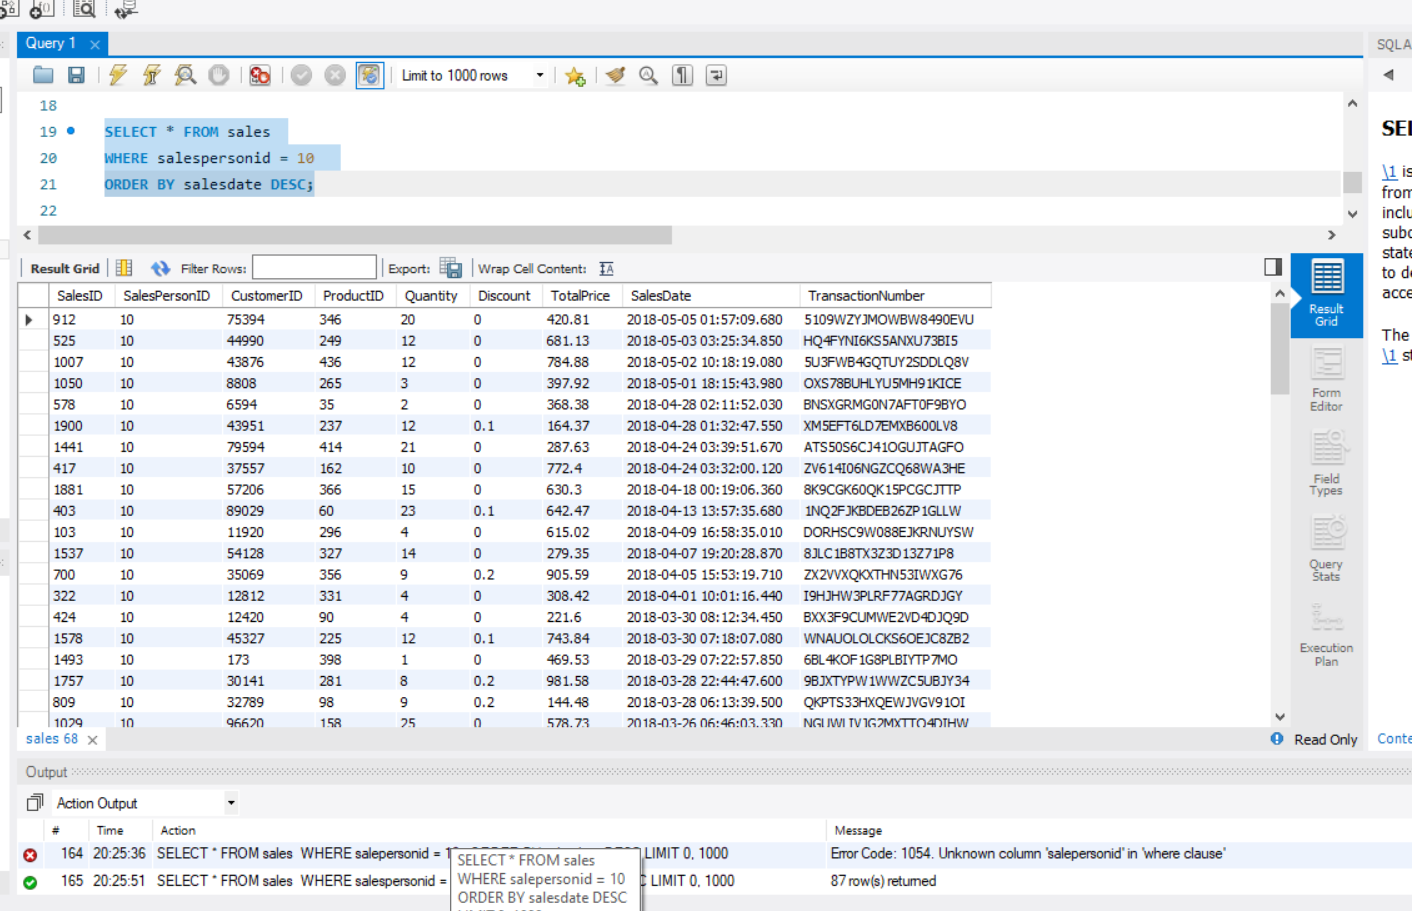 Query 1
SQLA
Limit to 1000 rows
18
19 SELECT * FROM sales
20 WHERE salespersonid = 10
21 ORDER BY salesdate DESC;
22
Result Grid Filter Rows: Export: Wrap Cell Content:
SalesID SalesPersonID CustomerID ProductID Quantity Discount TotalPrice SalesDate TransactionNumber
912 10 75394 346 20 0 420.81 2018-05-05 01:57:09.680 5109WZYJMOWBW8490EVU
525 10 44990 249 12 0 681.13 2018-05-03 03:25:34.850 HQ4FYNI6KS5ANXU73BI5
1007 10 43876 436 12 0 784.88 2018-05-02 10:18:19.080 5U3FWB4GQTUY2SDDLQ8V
1050 10 8808 265 3 0 397.92 2018-05-01 18:15:43.980 OXS78BUHLYU5MH91KICE
578 10 6594 35 2 0 368.38 2018-04-28 02:11:52.030 BNSXGRMG0N7AFT0F9BYO
1900 10 43951 237 12 0.1 164.37 2018-04-28 01:32:47.550 XM5EFT6LD7EMXB600LV8
1441 10 79594 414 21 0 287.63 2018-04-24 03:39:51.670 ATS50S6CJ41OGUJTAGFO
417 10 37557 162 10 0 772.4 2018-04-24 03:32:00.120 ZV614I06NGZCQ68WA3HE
1881 10 57206 366 15 0 630.3 2018-04-18 00:19:06.360 8K9CGK60QK15PCGCJTTP
403 10 89029 60 23 0.1 642.47 2018-04-13 13:57:35.680 1NQ2FJKBDEB26ZP1GLLW
103 10 11920 296 4 0 615.02 2018-04-09 16:58:35.010 DORHSC9W088EJKRNUYSW
1537 10 54128 327 14 0 279.35 2018-04-07 19:20:28.870 8JLC1B8TX3Z3D13Z71P8
700 10 35069 356 9 0.2 905.59 2018-04-05 15:53:19.710 ZX2VVXQKXTHN53IWXG76
322 10 12812 331 4 0 308.42 2018-04-01 10:01:16.440 I9HJHW3PLRF77AGRDJGY
424 10 12420 90 4 0 221.6 2018-03-30 08:12:34.450 BXX3F9CUMWE2VD4DJQ9D
1578 10 45327 225 12 0.1 743.84 2018-03-30 07:18:07.080 WNAUOLOLCKS6OEJC8ZB2
1493 10 173 398 1 0 469.53 2018-03-29 07:22:57.850 6BL4KOF1G8PLBIYTP7MO
1757 10 30141 281 8 0.2 981.58 2018-03-28 22:44:47.600 9BJXTYPW1WWZC5UBJY34
809 10 32789 98 9 0.2 144.48 2018-03-28 06:13:39.500 QKPTS33HXQEWJVGV91OI
1029 10 96620 158 25 0 578.73 2018-03-26 06:46:03.330 NGUWLIVJG2MXTTO4DIHW
Result
Grid
Form
Editor
Field
Types
Query
Stats
Execution
Plan
\1 is
from
state
to de
acce
The
\1 st
sales 68
Read Only
Conte
Output
Action Output
# Time Action Message
164 20:25:36 SELECT * FROM sales WHERE salepersonid = LIMIT 0, 1000 Error Code: 1054. Unknown column 'salepersonid' in 'where clause'
165 20:25:51 SELECT * FROM sales WHERE salespersonid = LIMIT 0, 1000 87 row(s) returned
SELECT * FROM sales
WHERE salepersonid = 10
ORDER BY salesdate DESC